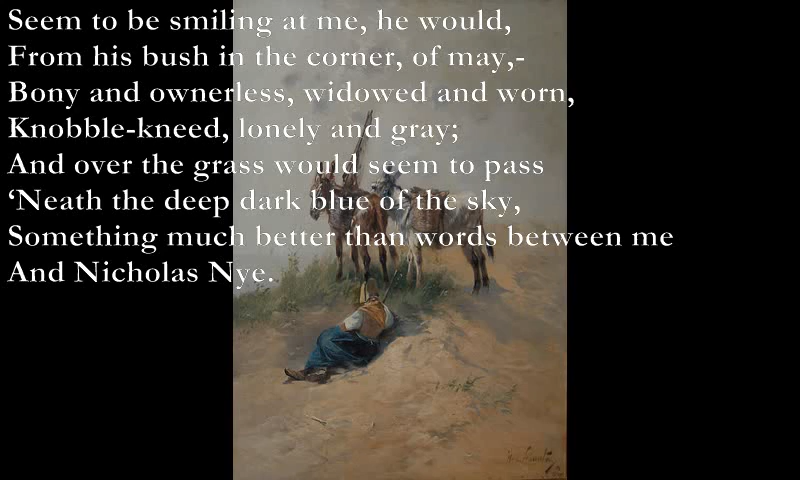 Seem to be smiling at me, he would,
From his bush in the corner, of may,-
Bony and ownerless, widowed and worn,
Knobble-kneed, lonely and gray;
And over the grass would seem to pass
‘Neath the deep dark blue of the sky,
Something much better than words between me
And Nicholas Nye.